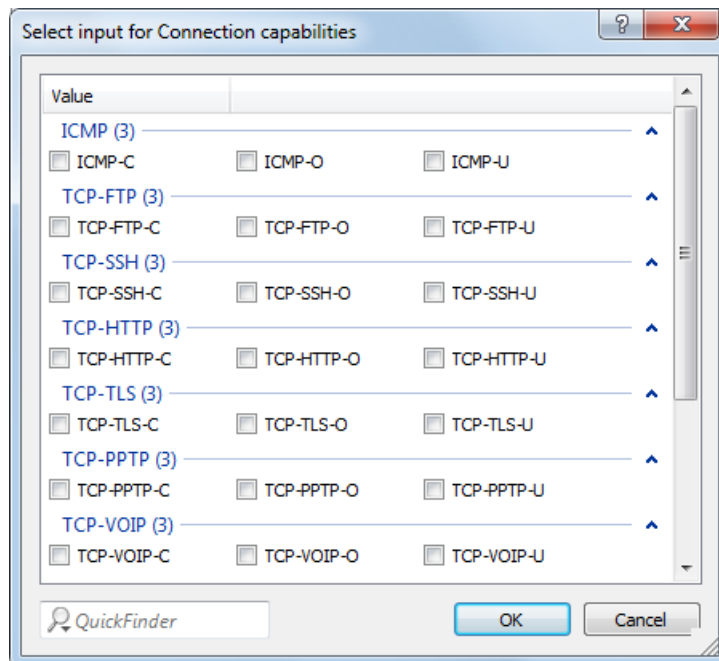 Select input for Connection capabilities
?
Value
ICMP (3)
ICMP-C ICMP-O ICMP-U
TCP-FTP (3)
TCP-FTP-C TCP-FTP-O TCP-FTP-U
TCP-SSH (3)
TCP-SSH-C TCP-SSH-O TCP-SSH-U
TCP-HTTP (3)
TCP-HTTP-C TCP-HTTP-O TCP-HTTP-U
TCP-TLS (3)
TCP-TLS-C TCP-TLS-O TCP-TLS-U
TCP-PPTP (3)
TCP-PPTP-C TCP-PPTP-O TCP-PPTP-U
TCP-VOIP (3)
TCP-VOIP-C TCP-VOIP-O TCP-VOIP-U
QuickFinder OK Cancel